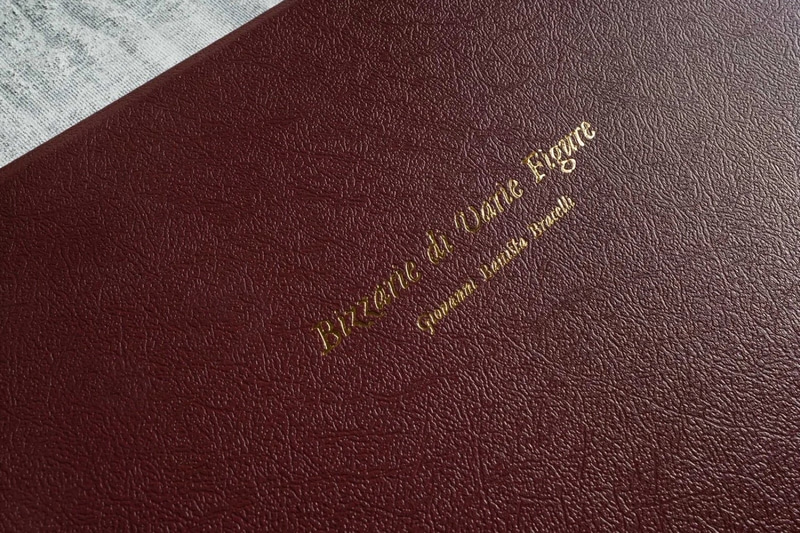 Bizzarie di Varie Figure
Giovanni Battista Bracelli